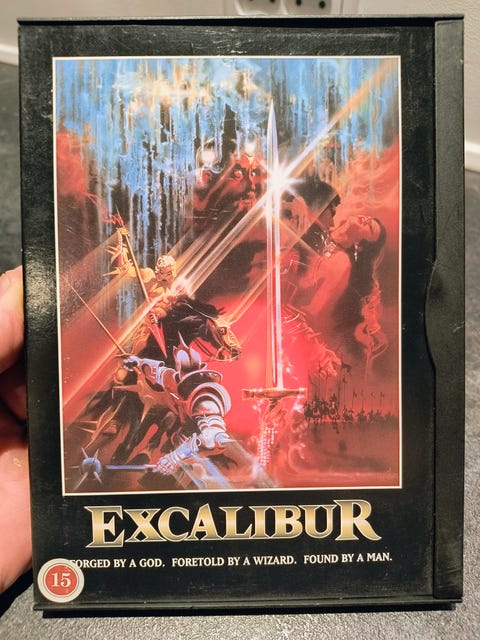 EXCALIBUR
FORGED BY A GOD. FORETOLD BY A WIZARD. FOUND BY A MAN.
15